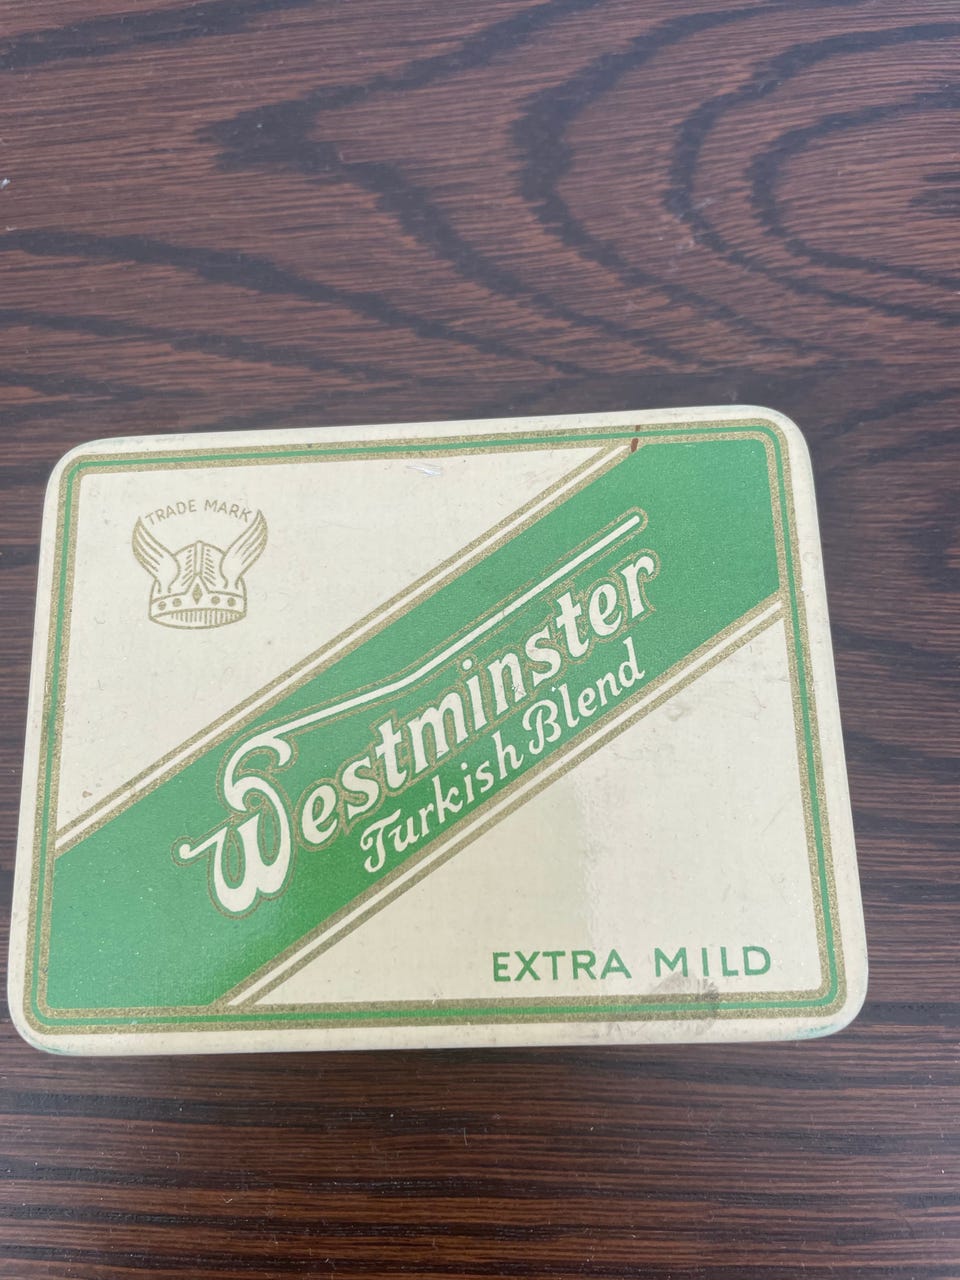 TRADE MARK
Westminster
Turkish Blend
EXTRA MILD